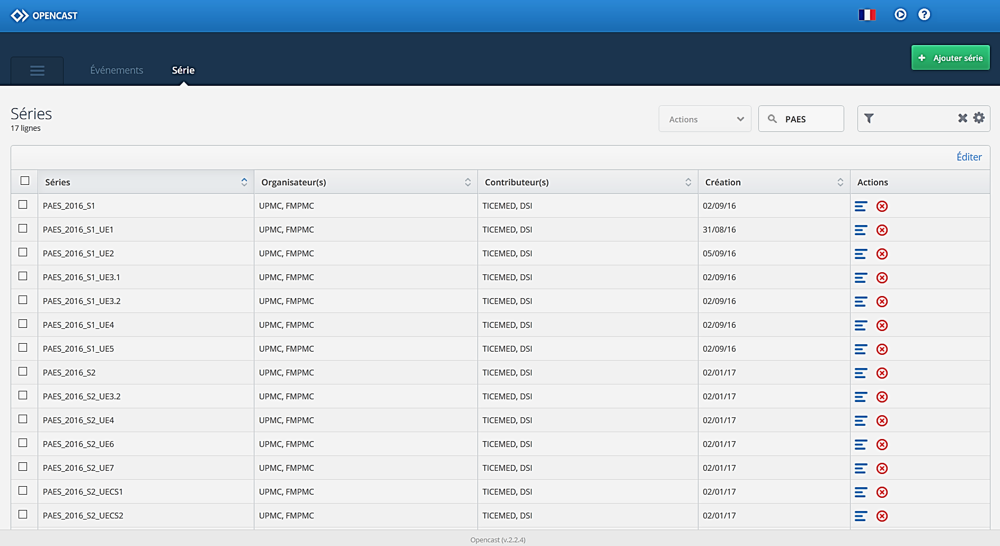 OPENCAST
Événements Série
+ Ajouter série
Séries
17 lignes
Actions PAES
Éditer
Séries Organisateur(s) Contributeur(s) Création Actions
PAES_2016_S1 UPMC, FMPMC TICEMED, DSI 02/09/16
PAES_2016_S1_UE1 UPMC, FMPMC TICEMED, DSI 31/08/16
PAES_2016_S1_UE2 UPMC, FMPMC TICEMED, DSI 05/09/16
PAES_2016_S1_UE3.1 UPMC, FMPMC TICEMED, DSI 02/09/16
PAES_2016_S1_UE3.2 UPMC, FMPMC TICEMED, DSI 02/09/16
PAES_2016_S1_UE4 UPMC, FMPMC TICEMED, DSI 02/09/16
PAES_2016_S1_UE5 UPMC, FMPMC TICEMED, DSI 02/09/16
PAES_2016_S2 UPMC, FMPMC TICEMED, DSI 02/01/17
PAES_2016_S2_UE3.2 UPMC, FMPMC TICEMED, DSI 02/01/17
PAES_2016_S2_UE4 UPMC, FMPMC TICEMED, DSI 02/01/17
PAES_2016_S2_UE6 UPMC, FMPMC TICEMED, DSI 02/01/17
PAES_2016_S2_UE7 UPMC, FMPMC TICEMED, DSI 02/01/17
PAES_2016_S2_UECS1 UPMC, FMPMC TICEMED, DSI 02/01/17
PAES_2016_S2_UECS2 UPMC, FMPMC TICEMED, DSI 02/01/17
Opencast (v.2.2.4)